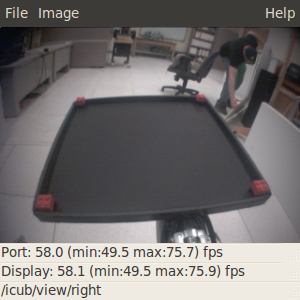 File Image Help
Port: 58.0 (min:49.5 max:75.7) fps
Display: 58.1 (min:49.5 max:75.9) fps
/icub/view/right